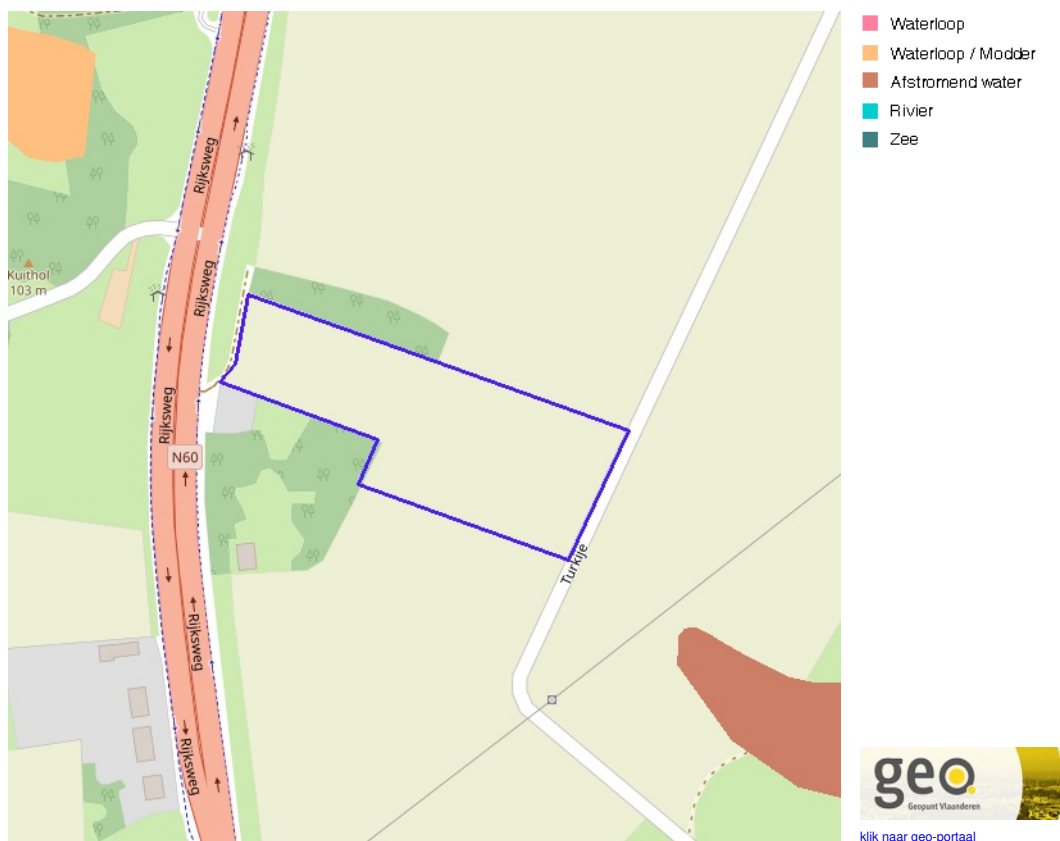 Rijksweg
Rijksweg
Kuithol
103 m
Rijksweg
N60
Turkije
Rijksweg
Rijksweg
Waterloop
Waterloop / Modder
Afstromend water
Rivier
Zee
geo
Geopunt Vlaanderen
klik naar geo-portaal